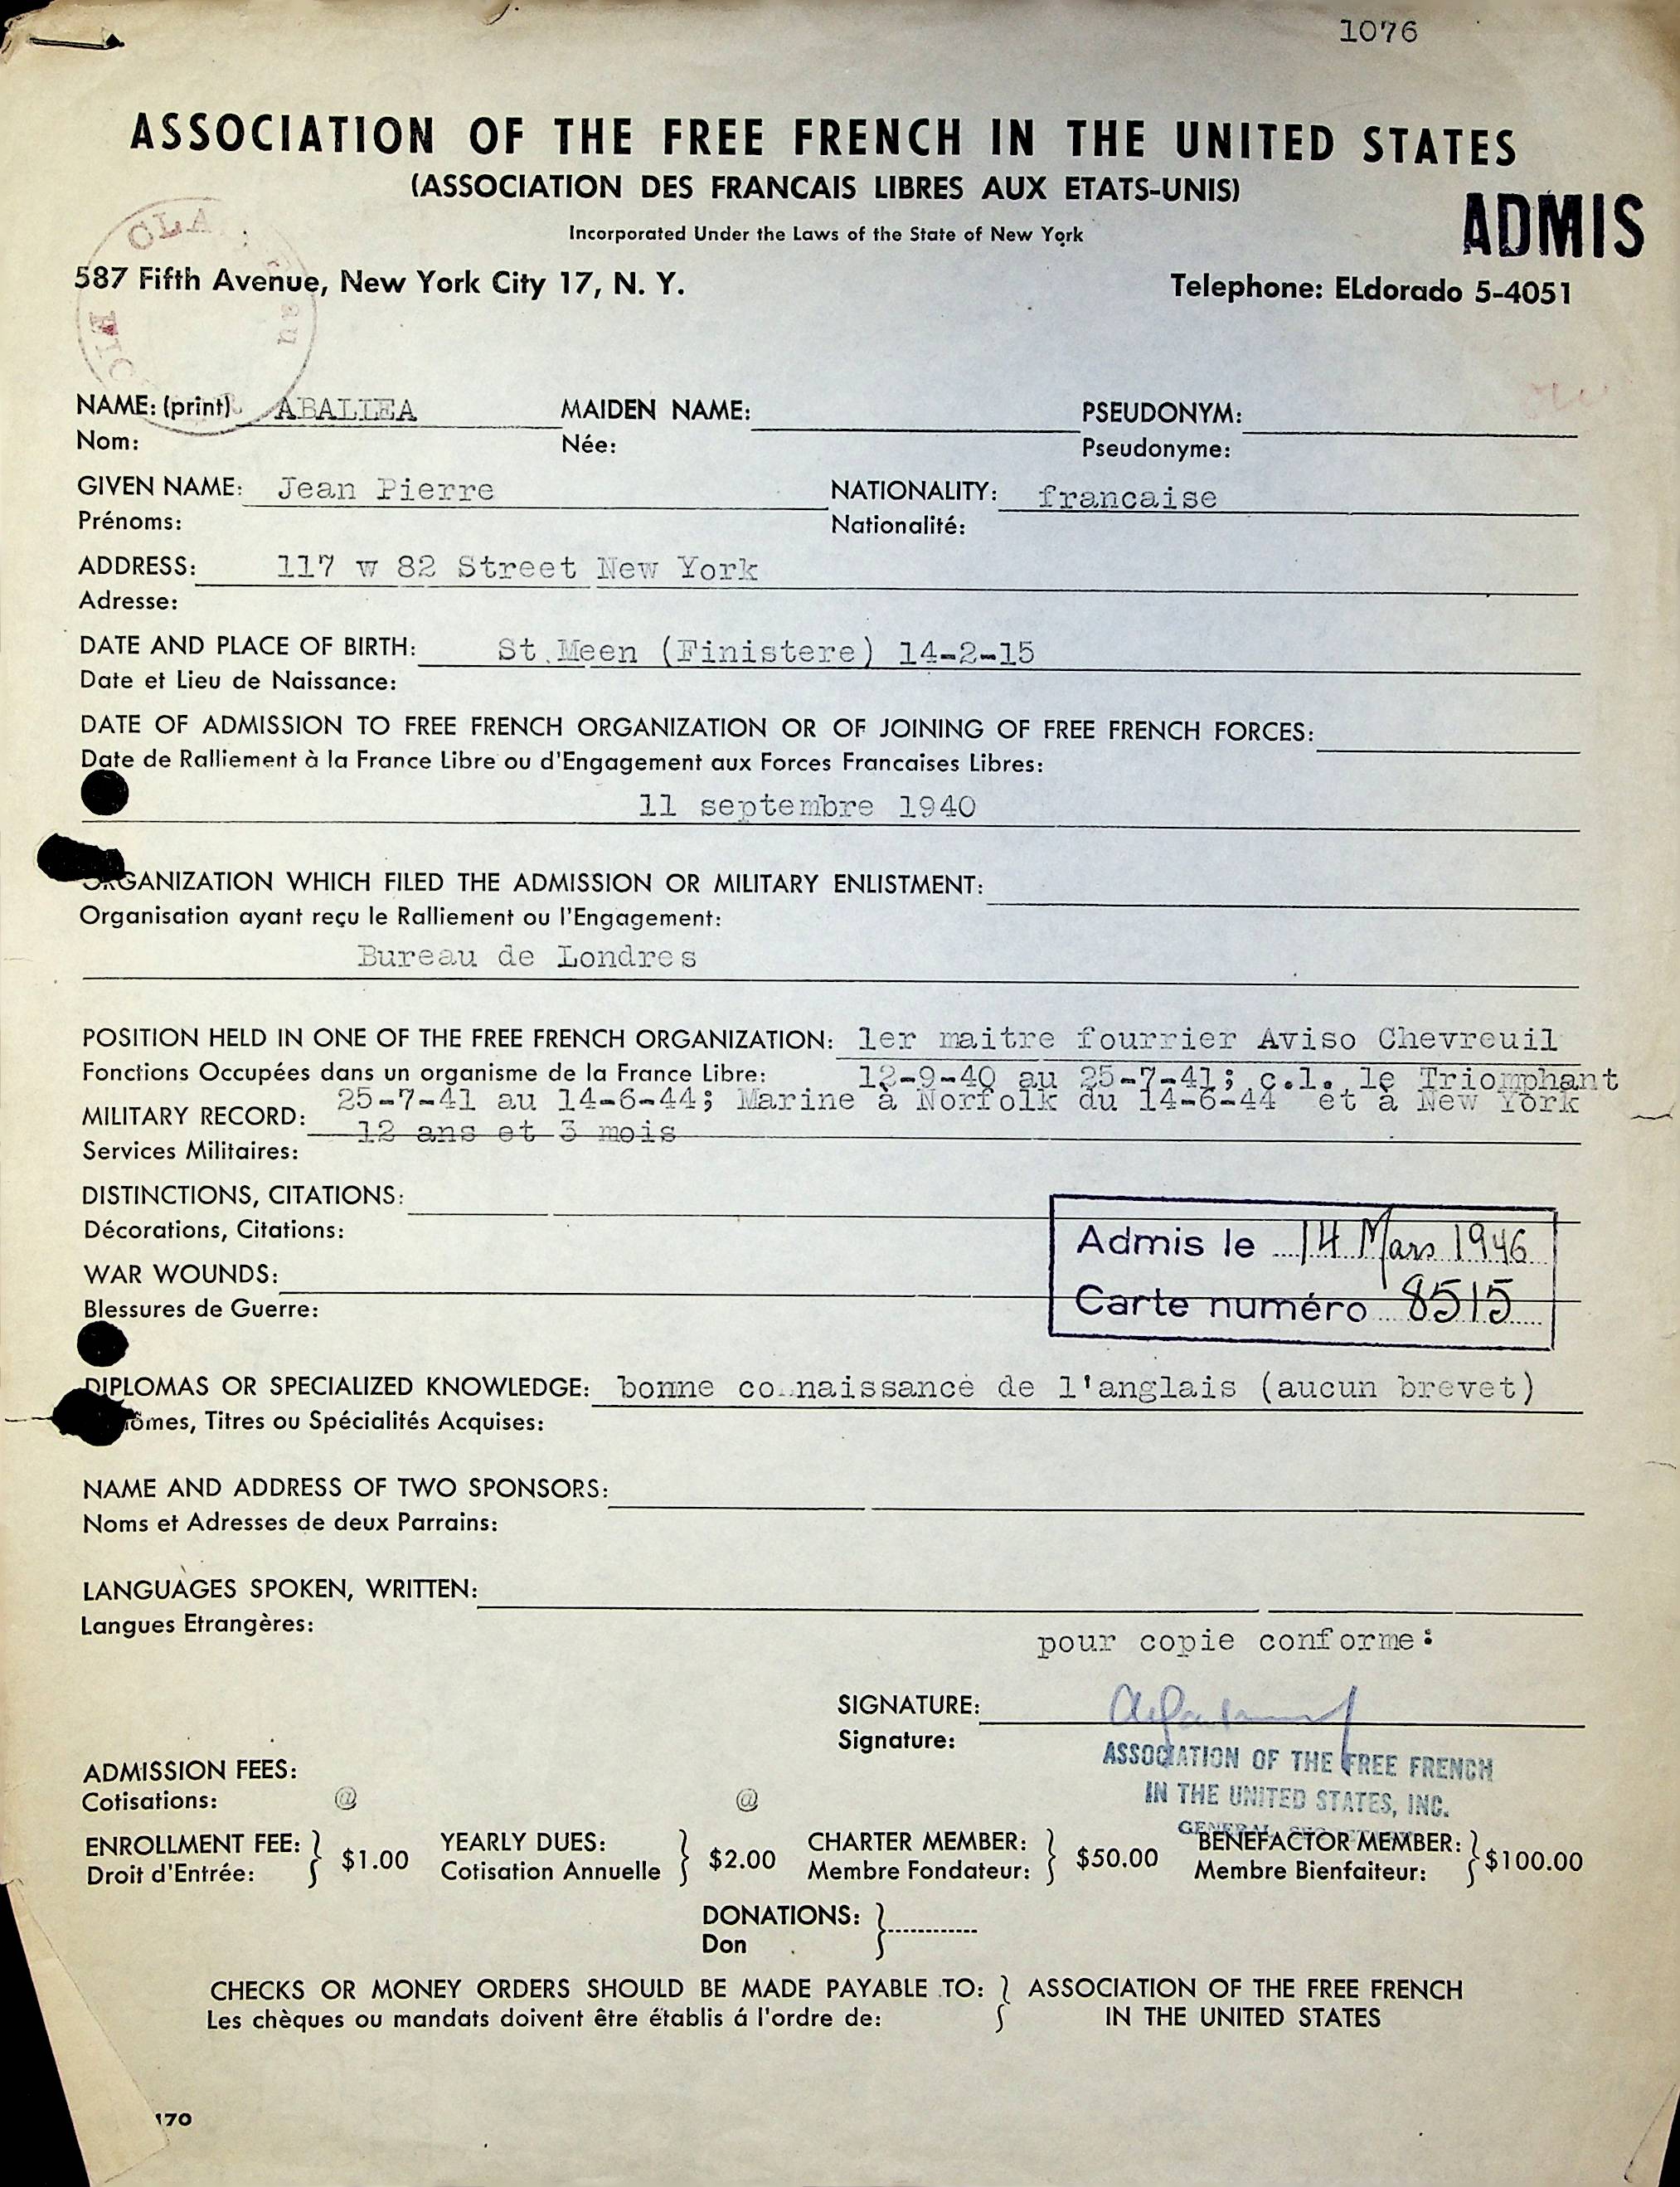 1076
ASSOCIATION OF THE FREE FRENCH IN THE UNITED STATES
(ASSOCIATION DES FRANCAIS LIBRES AUX ETATS-UNIS)
ADMIS
Incorporated Under the Laws of the State of New York
587 Fifth Avenue, New York City 17, N. Y. Telephone: ELdorado 5-4051
NAME: (print) ABALLEA MAIDEN NAME: PSEUDONYM:
Nom: Née: Pseudonyme:
GIVEN NAME: Jean Pierre NATIONALITY: francaise
Prénoms: Nationalité:
ADDRESS: 117 w 82 Street New York
Adresse:
DATE AND PLACE OF BIRTH: St.Meen (Finistere) 14-2-15
Date et Lieu de Naissance:
DATE OF ADMISSION TO FREE FRENCH ORGANIZATION OR OF JOINING OF FREE FRENCH FORCES:
Date de Ralliement à la France Libre ou d'Engagement aux Forces Francaises Libres:
11 septembre 1940
ORGANIZATION WHICH FILED THE ADMISSION OR MILITARY ENLISTMENT:
Organisation ayant reçu le Ralliement ou l'Engagement:
Bureau de Londres
POSITION HELD IN ONE OF THE FREE FRENCH ORGANIZATION: 1er maitre fourrier Aviso Chevreuil
Fonctions Occupées dans un organisme de la France Libre: 12-9-40 au 25-7-41; c.l. le Triomphant
25-7-41 au 14-6-44; Marine à Norfolk du 14-6-44 et à New York
MILITARY RECORD: 12 ans et 3 mois
Services Militaires:
DISTINCTIONS, CITATIONS:
Décorations, Citations:
Admis le 14 Mars 1946
WAR WOUNDS:
Blessures de Guerre:
Carte numéro 8515
DIPLOMAS OR SPECIALIZED KNOWLEDGE: bonne connaissance de l'anglais (aucun brevet)
ômes, Titres ou Spécialités Acquises:
NAME AND ADDRESS OF TWO SPONSORS:
Noms et Adresses de deux Parrains:
LANGUAGES SPOKEN, WRITTEN:
Langues Etrangères:
pour copie conforme:
SIGNATURE:
Signature:
ASSOCIATION OF THE FREE FRENCH
IN THE UNITED STATES, INC.
ADMISSION FEES:
Cotisations: @ @
ENROLLMENT FEE: } $1.00 YEARLY DUES: } $2.00 CHARTER MEMBER: } $50.00 BENEFACTOR MEMBER: } $100.00
Droit d'Entrée: Cotisation Annuelle Membre Fondateur: Membre Bienfaiteur:
DONATIONS: }
Don
CHECKS OR MONEY ORDERS SHOULD BE MADE PAYABLE TO: } ASSOCIATION OF THE FREE FRENCH
Les chèques ou mandats doivent être établis á l'ordre de: IN THE UNITED STATES
170